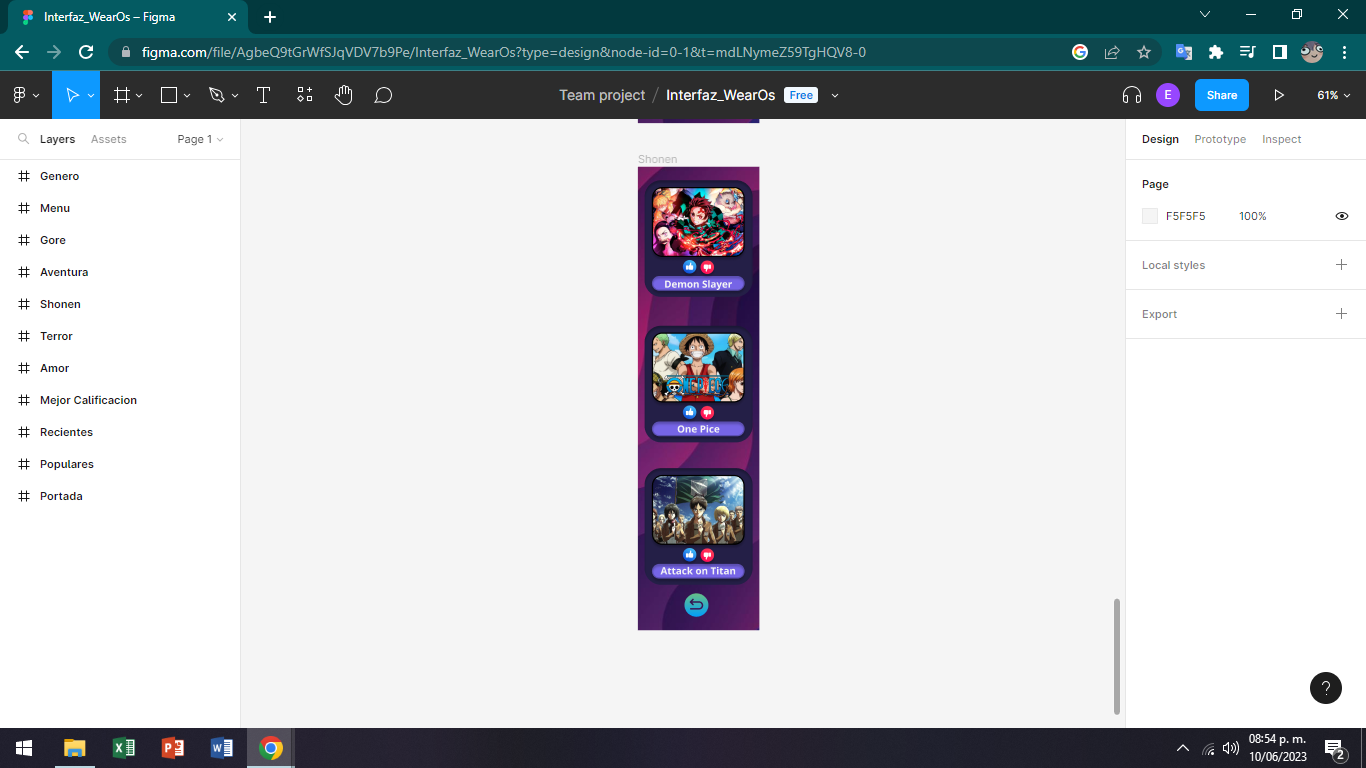 Interfaz_WearOs – Figma
figma.com/file/AgbeQ9tGrWfSJqVDV7b9Pe/Interfaz_WearOs?type=design&node-id=0-1&t=mdLNymeZ59TgHQV8-0
Team project / Interfaz_WearOs Free
E
Share
61%
Layers Assets Page 1
Genero
Menu
Gore
Aventura
Shonen
Terror
Amor
Mejor Calificacion
Recientes
Populares
Portada
Shonen
Demon Slayer
ONE PIECE
One Pice
Attack on Titan
Design Prototype Inspect
Page
F5F5F5 100%
Local styles
Export
?
08:54 p. m.
10/06/2023
2